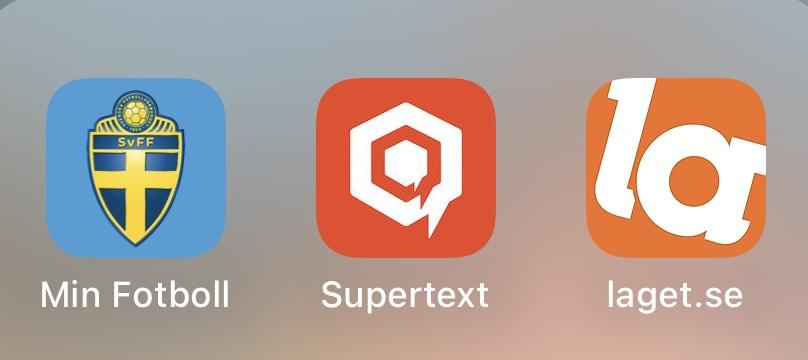 SvFF
la
Min Fotboll
Supertext
laget.se